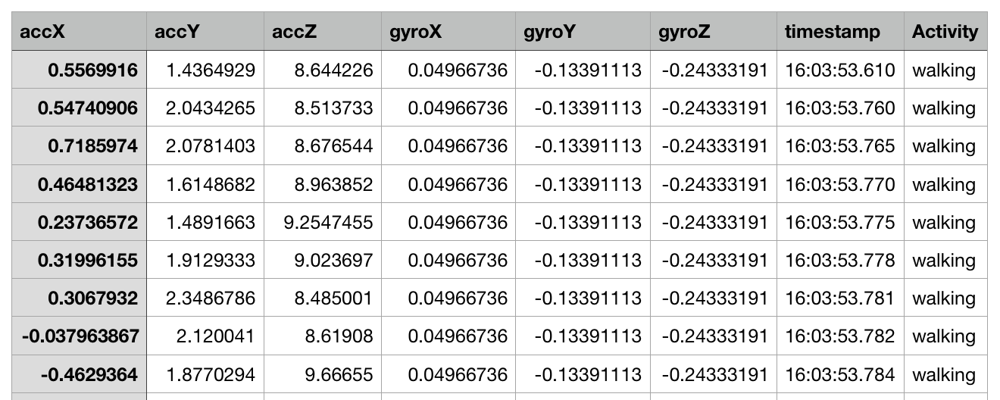 accX accY accZ gyroX gyroY gyroZ timestamp Activity
0.5569916 1.4364929 8.644226 0.04966736 -0.13391113 -0.24333191 16:03:53.610 walking
0.54740906 2.0434265 8.513733 0.04966736 -0.13391113 -0.24333191 16:03:53.760 walking
0.7185974 2.0781403 8.676544 0.04966736 -0.13391113 -0.24333191 16:03:53.765 walking
0.46481323 1.6148682 8.963852 0.04966736 -0.13391113 -0.24333191 16:03:53.770 walking
0.23736572 1.4891663 9.2547455 0.04966736 -0.13391113 -0.24333191 16:03:53.775 walking
0.31996155 1.9129333 9.023697 0.04966736 -0.13391113 -0.24333191 16:03:53.778 walking
0.3067932 2.3486786 8.485001 0.04966736 -0.13391113 -0.24333191 16:03:53.781 walking
-0.037963867 2.120041 8.61908 0.04966736 -0.13391113 -0.24333191 16:03:53.782 walking
-0.4629364 1.8770294 9.66655 0.04966736 -0.13391113 -0.24333191 16:03:53.784 walking